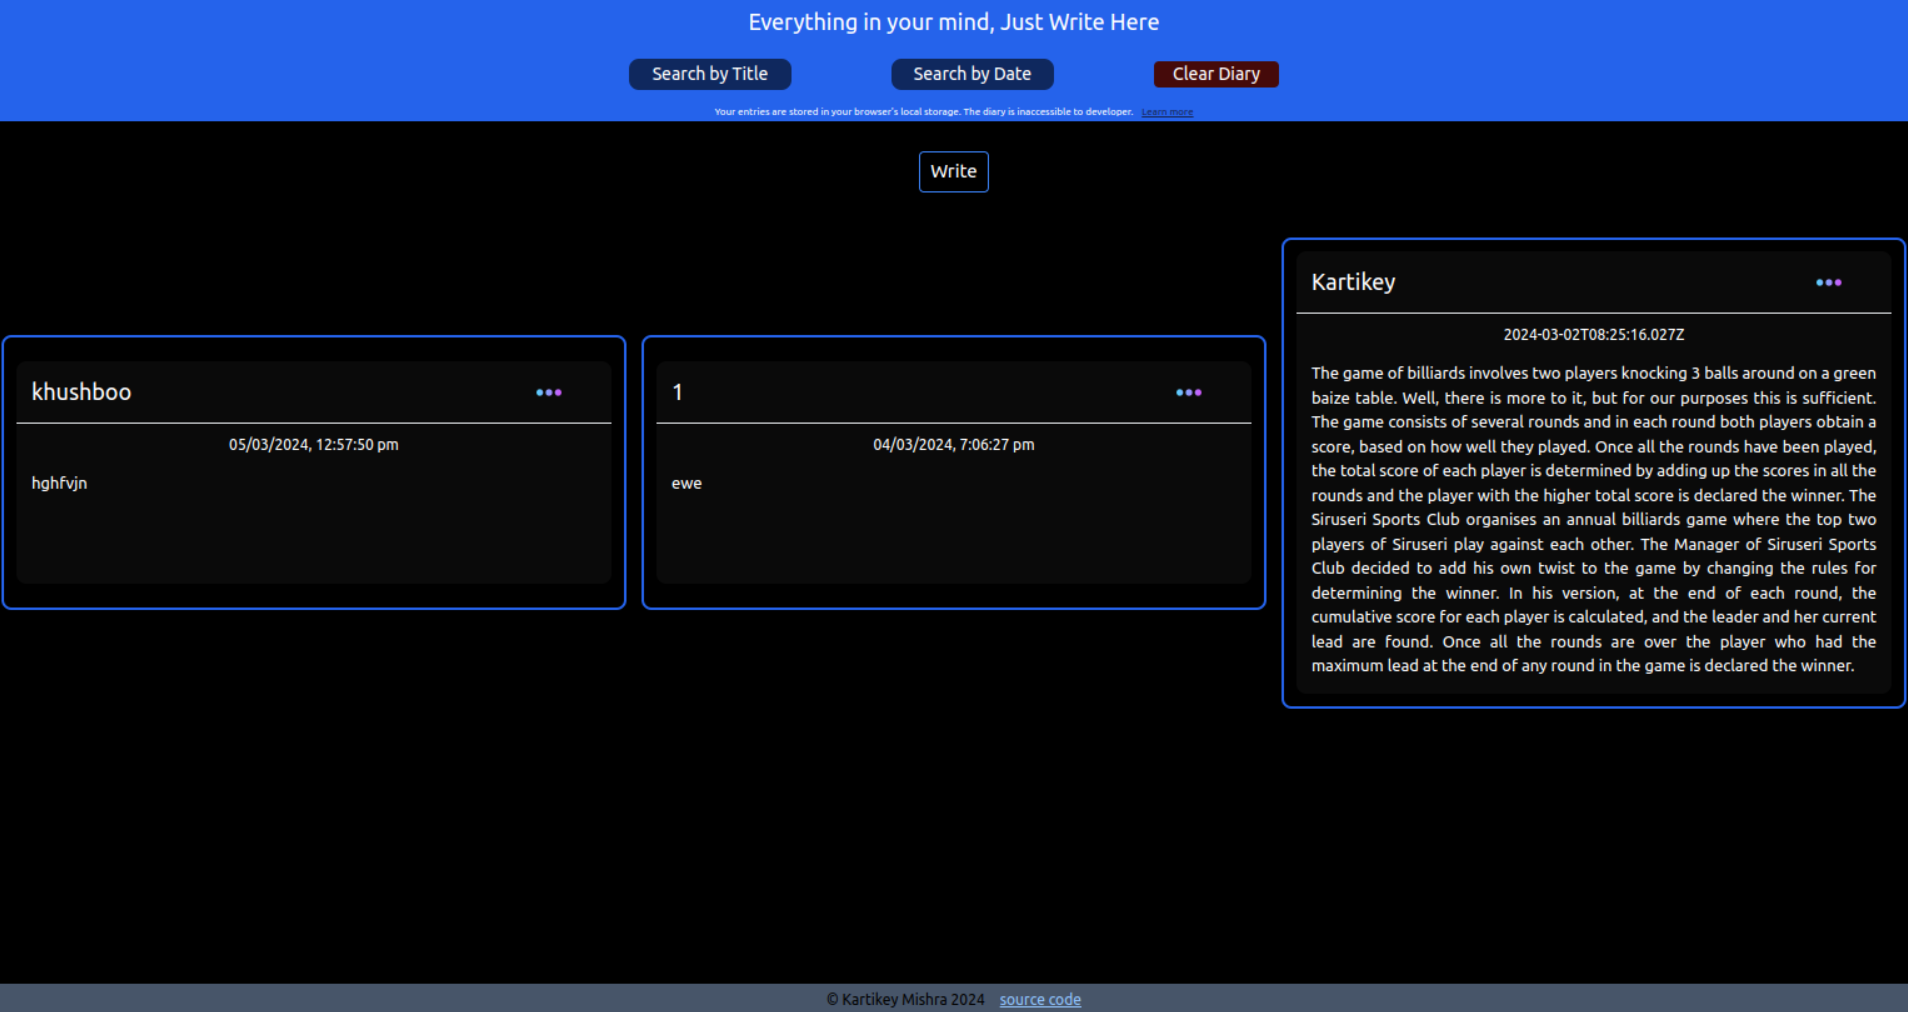 Everything in your mind, Just Write Here
Search by Title
Search by Date
Clear Diary
Your entries are stored in your browser's local storage. The diary is inaccessible to developer. Learn more
Write
khushboo
05/03/2024, 12:57:50 pm
hghfvjn
1
04/03/2024, 7:06:27 pm
ewe
Kartikey
2024-03-02T08:25:16.027Z
The game of billiards involves two players knocking 3 balls around on a green
baize table. Well, there is more to it, but for our purposes this is sufficient.
The game consists of several rounds and in each round both players obtain a
score, based on how well they played. Once all the rounds have been played,
the total score of each player is determined by adding up the scores in all the
rounds and the player with the higher total score is declared the winner. The
Siruseri Sports Club organises an annual billiards game where the top two
players of Siruseri play against each other. The Manager of Siruseri Sports
Club decided to add his own twist to the game by changing the rules for
determining the winner. In his version, at the end of each round, the
cumulative score for each player is calculated, and the leader and her current
lead are found. Once all the rounds are over the player who had the
maximum lead at the end of any round in the game is declared the winner.
© Kartikey Mishra 2024 source code